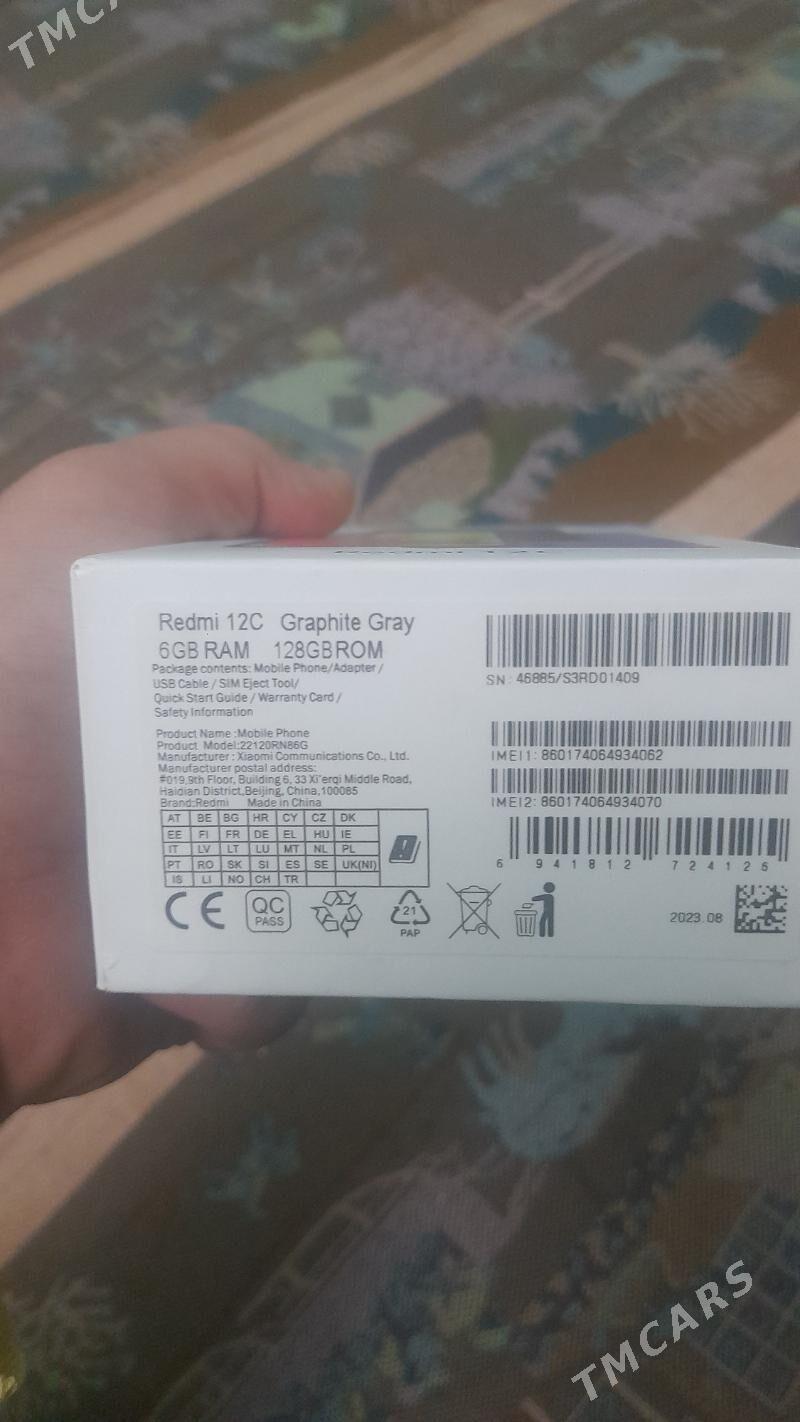 TMCA
Redmi 12C Graphite Gray
6GB RAM 128GBROM
Package contents: Mobile Phone/Adapter /
USB Cable / SIM Eject Tool/
Quick Start Guide / Warranty Card /
Safety Information
Product Name :Mobile Phone
Product Model:22120RN86G
Manufacturer : Xiaomi Communications Co., Ltd.
Manufacturer postal address:
#019,9th Floor, Building 6, 33 Xi'erqi Middle Road,
Haidian District,Beijing, China,100085
Brand:Redmi Made in China
AT BE BG HR CY CZ DK
EE FI FR DE EL HU IE
IT LV LT LU MT NL PL
PT RO SK SI ES SE UK(NI)
IS LI NO CH TR
CE
QC
PASS
21
PAP
SN: 46885/S3RD01409
IMEI1: 860174064934062
IMEI2: 860174064934070
6 941812 724126
2023.08
TMCARS